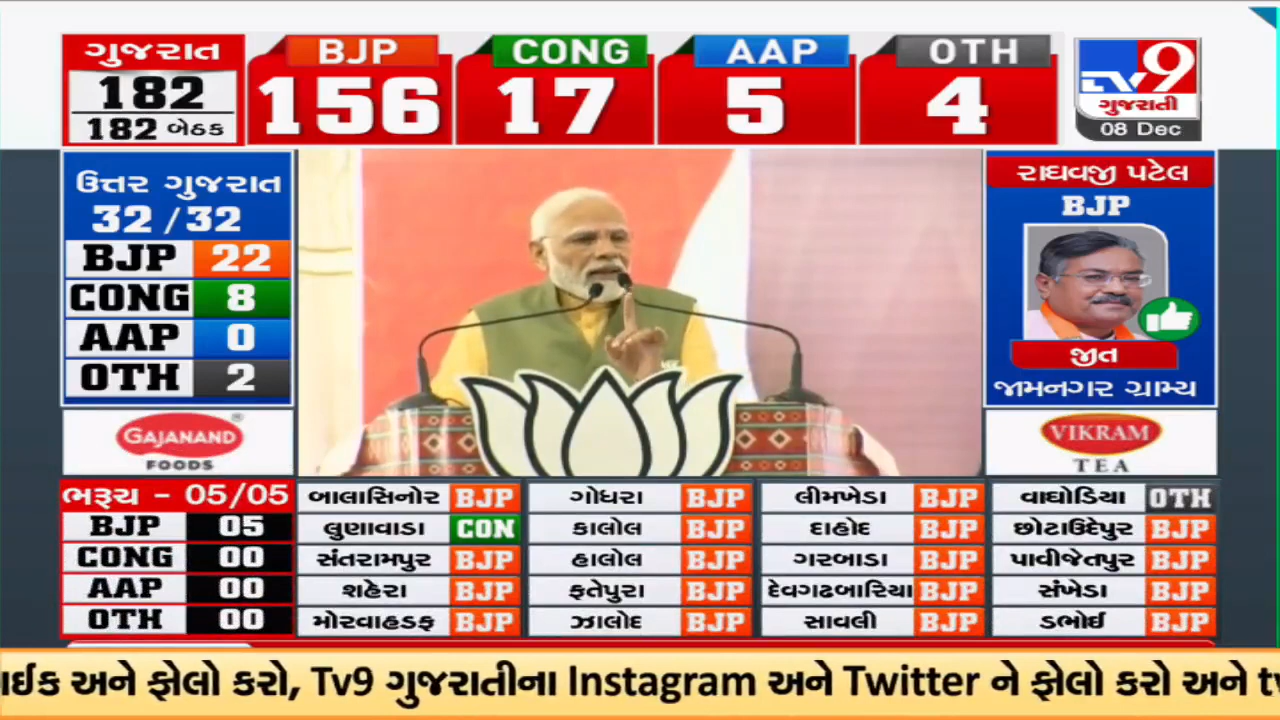 ગુજરાત
182
182 બેઠક
BJP
156
CONG
17
AAP
5
OTH
4
TV9
ગુજરાતી
08 Dec
ઉત્તર ગુજરાત
32 / 32
BJP 22
CONG 8
AAP 0
OTH 2
GAJANAND
FOODS
રાઘવજી પટેલ
BJP
જીત
જામનગર ગ્રામ્ય
VIKRAM
TEA
ભરૂચ - 05/05
BJP 05
CONG 00
AAP 00
OTH 00
બાલાસિનોર BJP ગોધરા BJP લીમખેડા BJP વાઘોડિયા OTH
લુણાવાડા CON કાલોલ BJP દાહોદ BJP છોટાઉદેપુર BJP
સંતરામપુર BJP હાલોલ BJP ગરબાડા BJP પાવીજેતપુર BJP
શહેરા BJP ફતેપુરા BJP દેવગઢબારિયા BJP સંખેડા BJP
મોરવાહડફ BJP ઝાલોદ BJP સાવલી BJP ડભોઈ BJP
ાઈક અને ફોલો કરો, Tv9 ગુજરાતીના Instagram અને Twitter ને ફોલો કરો અને tv